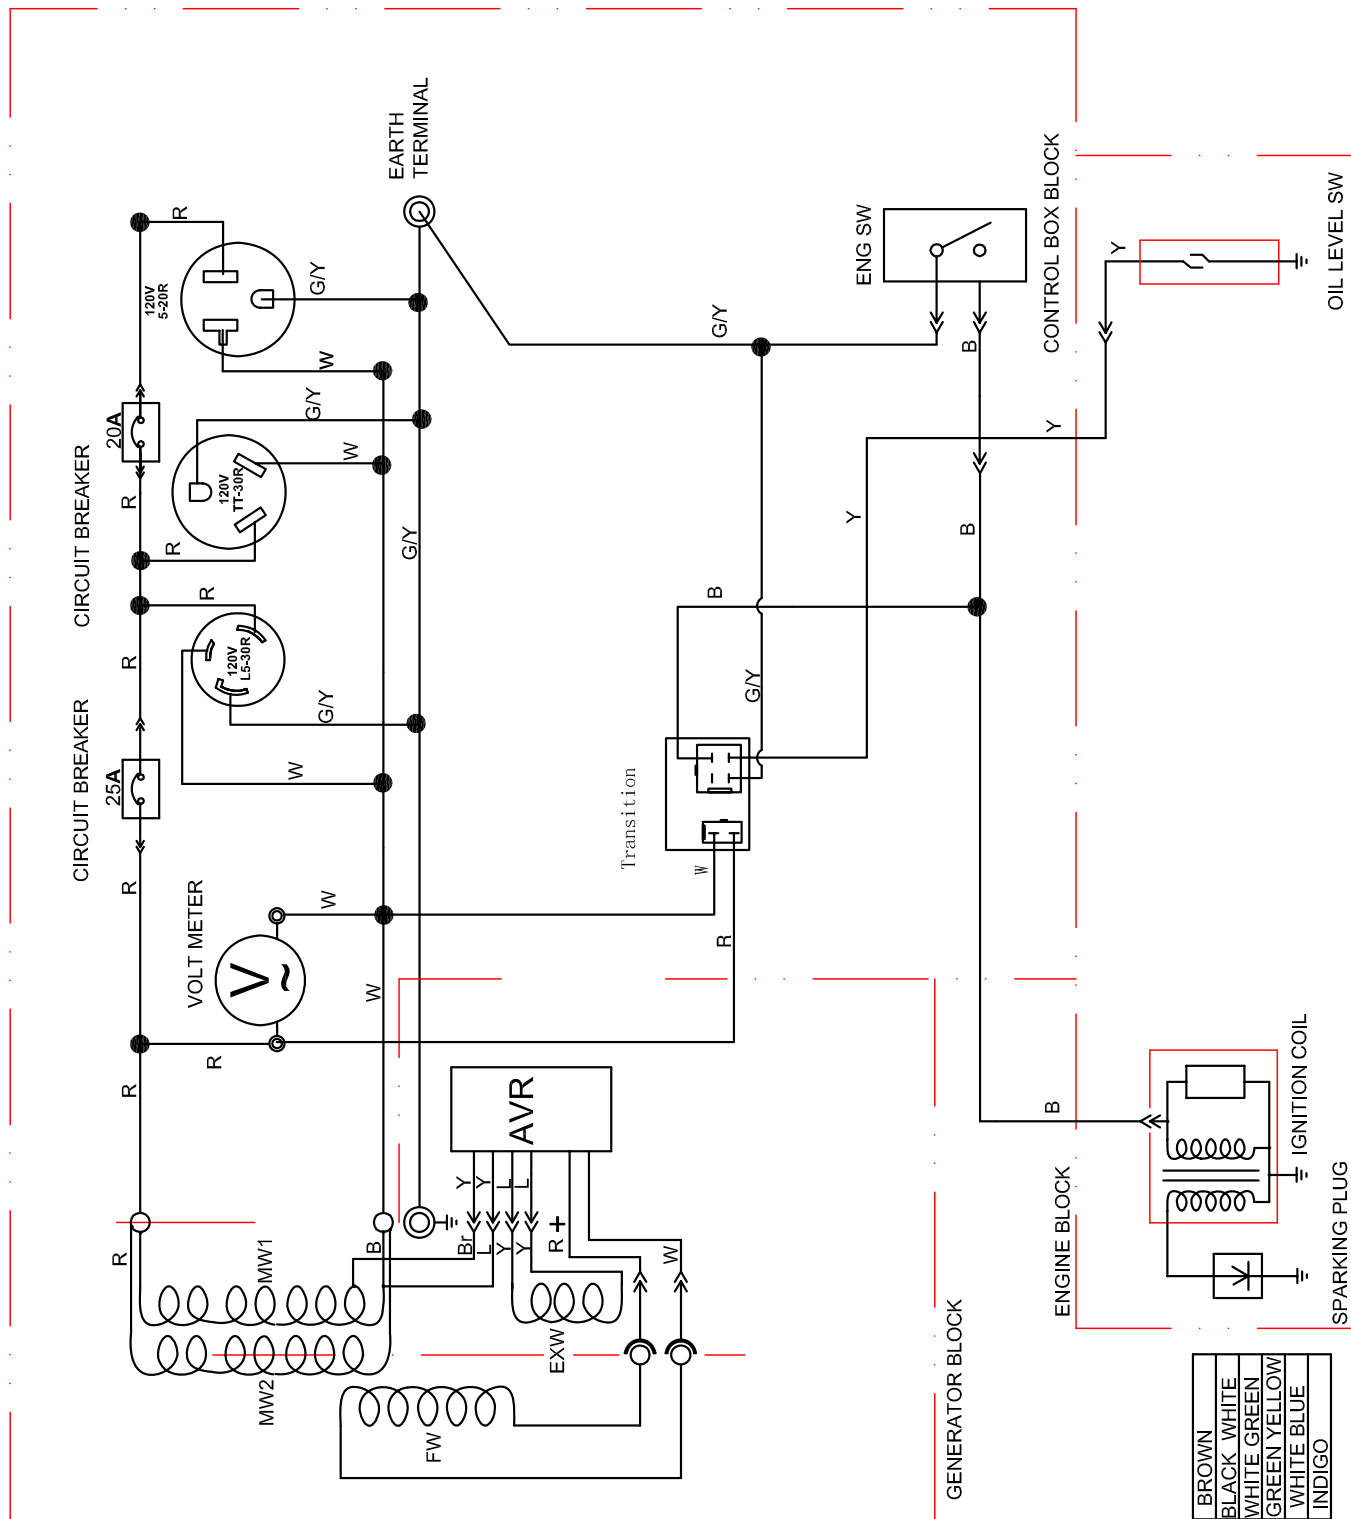 EARTH
TERMINAL
CIRCUIT BREAKER
20A
CIRCUIT BREAKER
25A
VOLT METER
V
~
120V
5-20R
120V
TT-30R
120V
L5-30R
R
R
R
R
R
R
R
R
R
R
W
W
W
W
W
G/Y
G/Y
G/Y
G/Y
G/Y
G/Y
ENG SW
CONTROL BOX BLOCK
OIL LEVEL SW
Y
Y
Y
B
B
B
B
Transition
W
R
AVR
Y
Y
L
L
Br
L
Y
Y
R +
W
B
MW1
MW2
EXW
FW
GENERATOR BLOCK
ENGINE BLOCK
IGNITION COIL
SPARKING PLUG
BROWN
BLACK WHITE
WHITE GREEN
GREEN YELLOW
WHITE BLUE
INDIGO